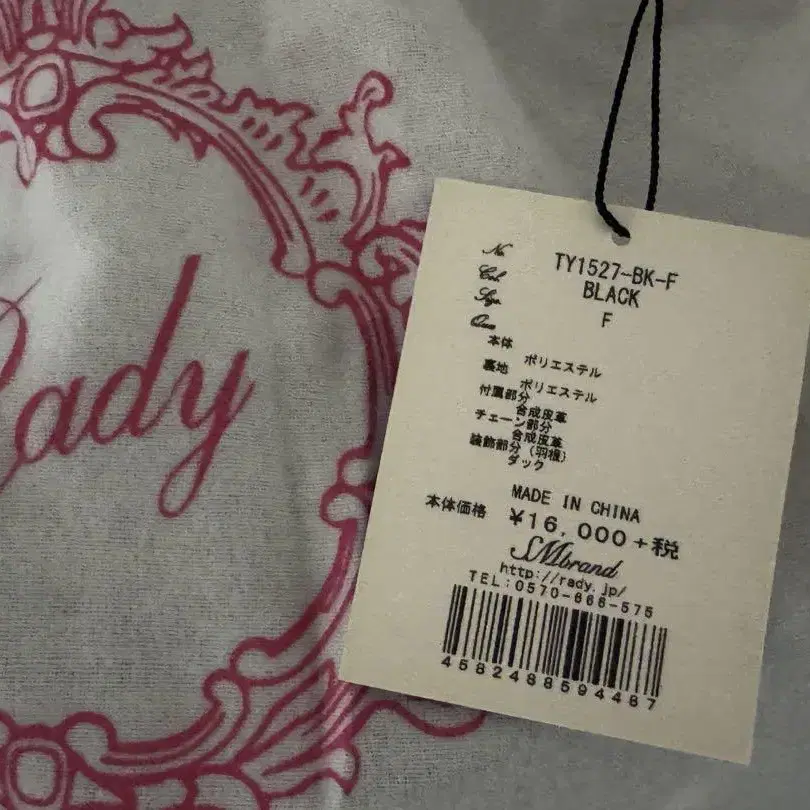 Rady
No. TY1527-BK-F
Col. BLACK
F
本体
ポリエステル
裏地
ポリエステル
付属部分
合成皮革
チェーン部分
合成皮革
装飾部分(羽根)
ダック
MADE IN CHINA
本体価格 ¥16,000+税
SMbrand
http://rady.jp/
TEL:0570-666-575
4582488594487